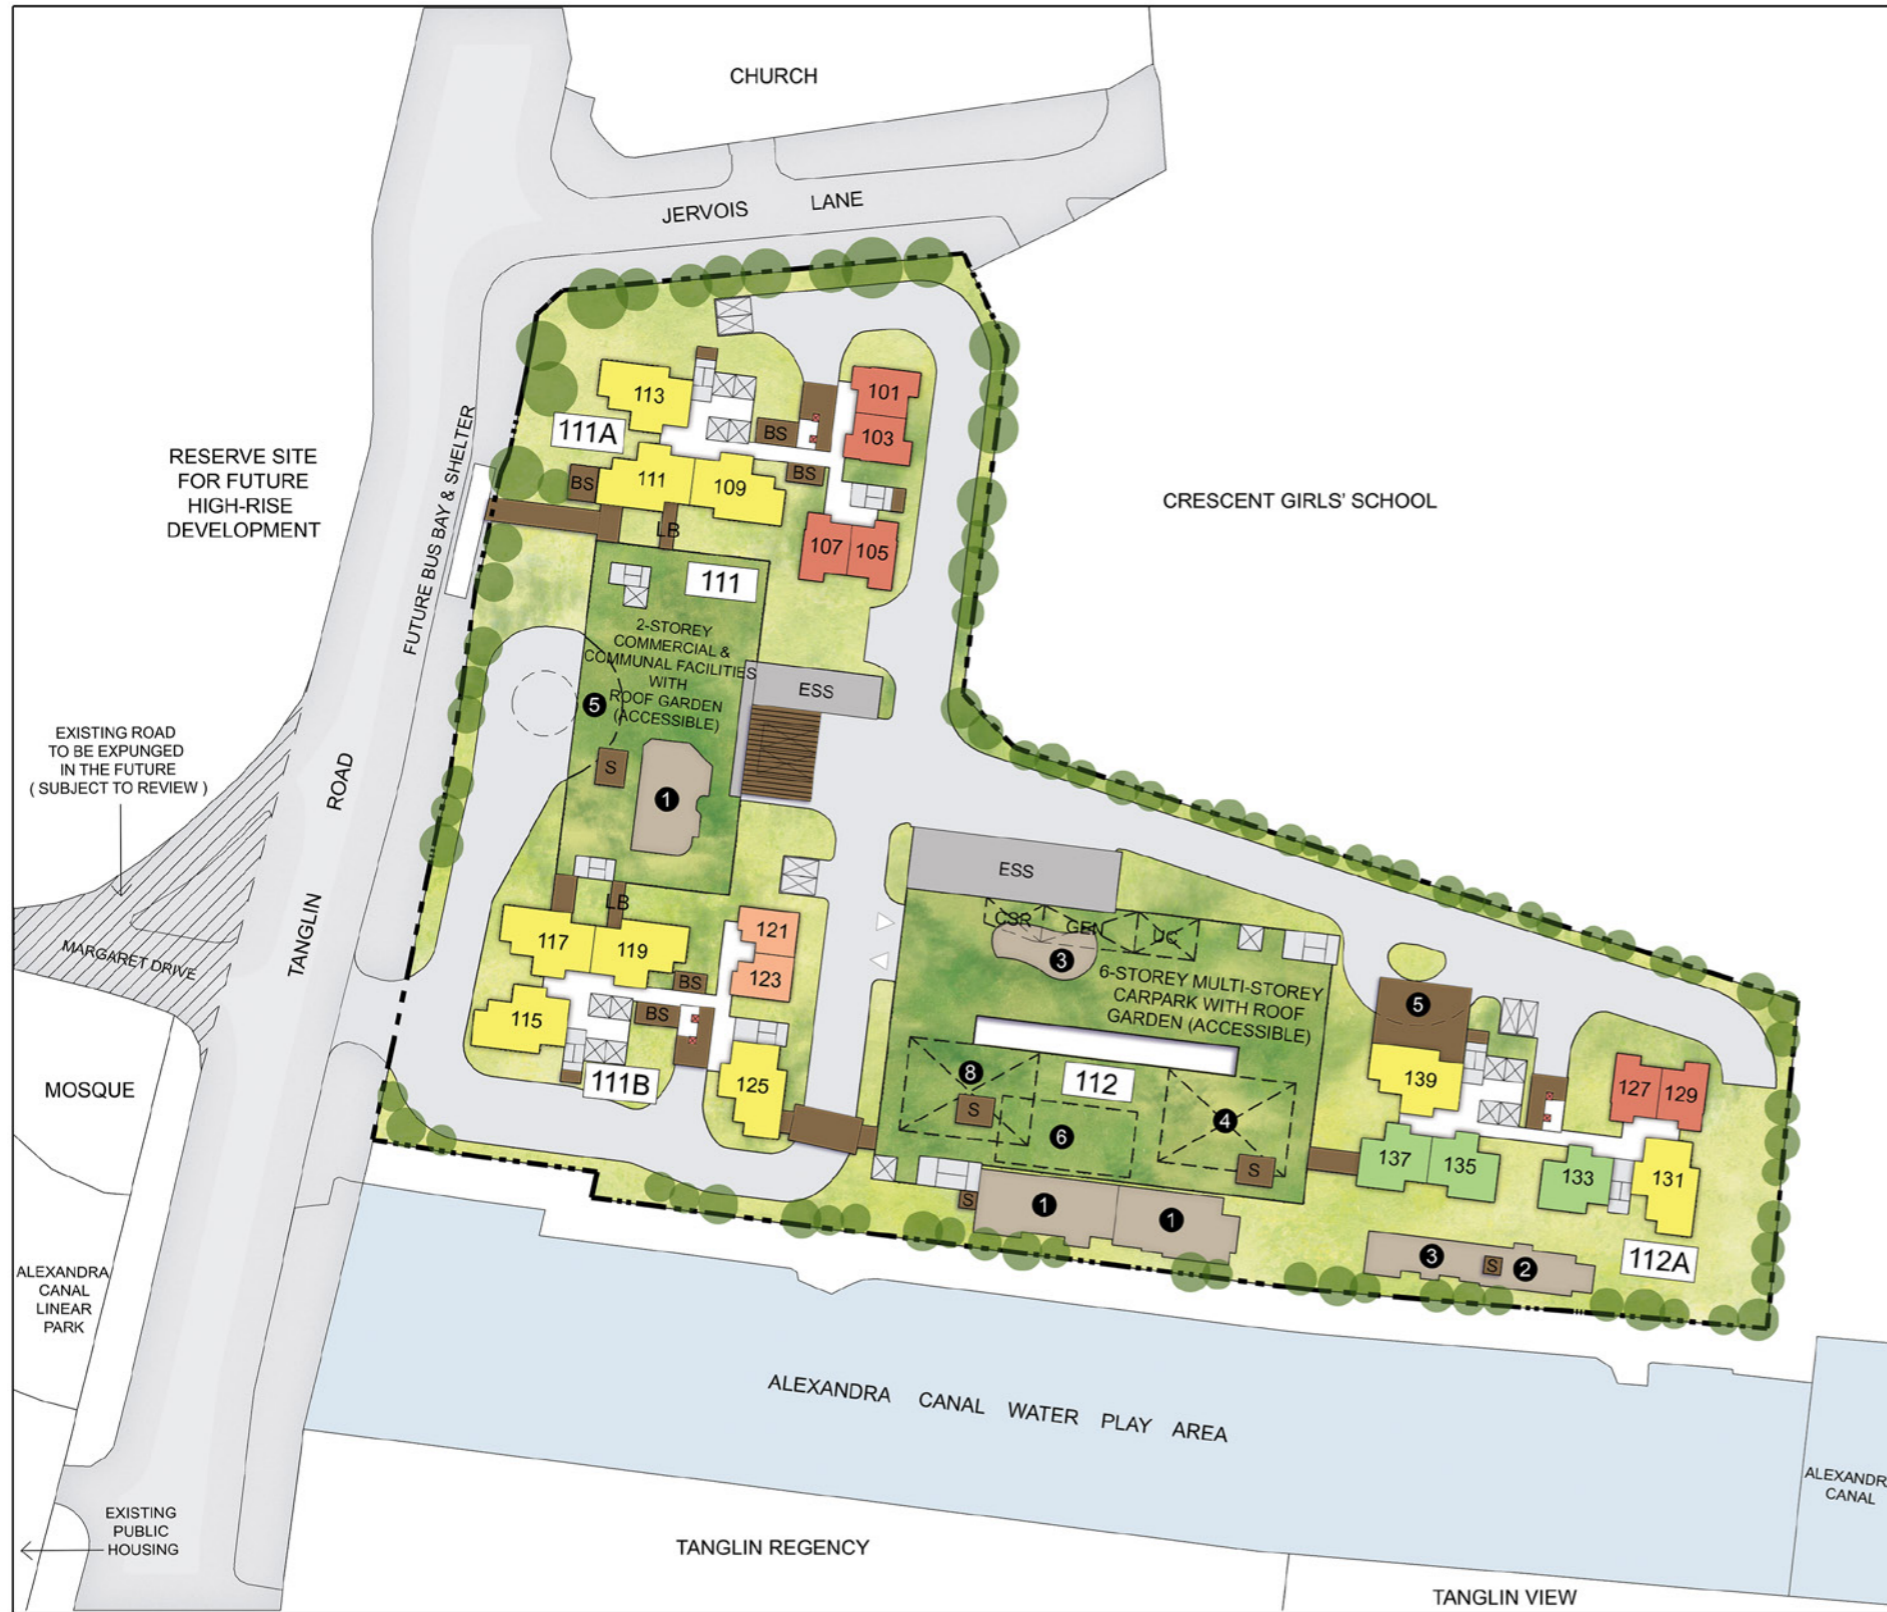 CHURCH
JERVOIS LANE
RESERVE SITE
FOR FUTURE
HIGH-RISE
DEVELOPMENT
FUTURE BUS BAY & SHELTER
CRESCENT GIRLS' SCHOOL
113
111A
BS
101
103
BS
111
109
BS
LB
107
105
111
2-STOREY
COMMERCIAL &
COMMUNAL FACILITIES
WITH
ROOF GARDEN
(ACCESSIBLE)
5
ESS
S
1
EXISTING ROAD
TO BE EXPUNGED
IN THE FUTURE
( SUBJECT TO REVIEW )
TANGLIN ROAD
MARGARET DRIVE
ESS
LB
117
119
121
123
BS
BS
115
111B
125
CSR
GEN
UC
3
6-STOREY MULTI-STOREY
CARPARK WITH ROOF
GARDEN (ACCESSIBLE)
8
S
112
6
4
S
5
139
127
129
137
135
133
131
S
1
1
3
S
2
112A
MOSQUE
ALEXANDRA
CANAL
LINEAR
PARK
ALEXANDRA CANAL WATER PLAY AREA
ALEXANDR
CANAL
EXISTING
PUBLIC
HOUSING
TANGLIN REGENCY
TANGLIN VIEW